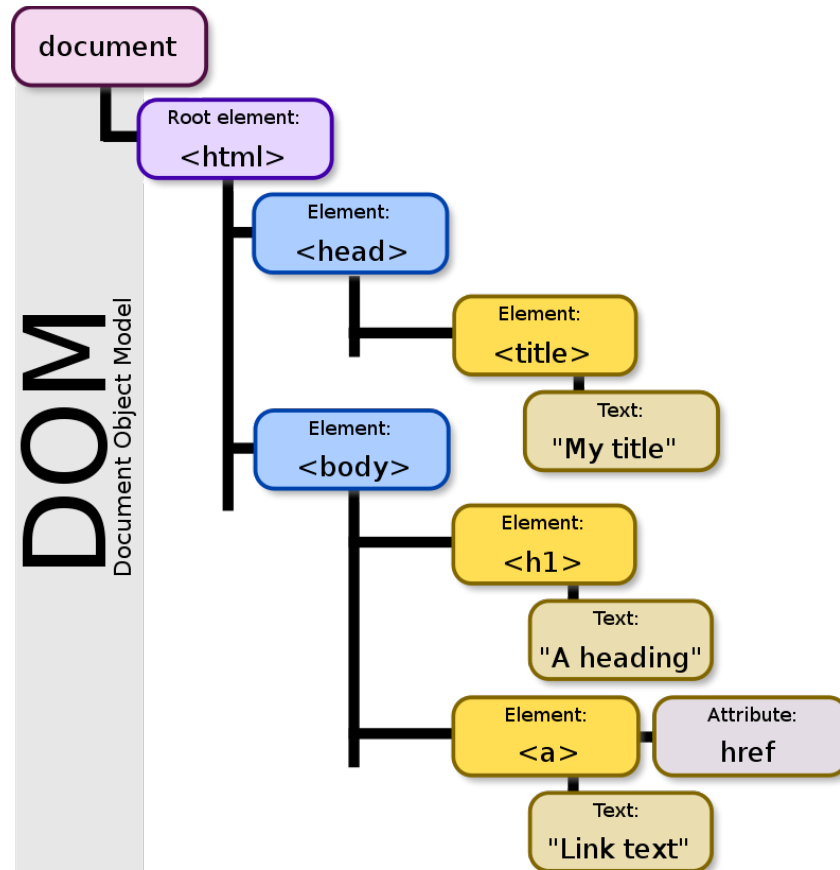 document
Root element:
<html>
Element:
<head>
Element:
<title>
Text:
"My title"
Element:
<body>
Element:
<h1>
Text:
"A heading"
Element:
<a>
Attribute:
href
Text:
"Link text"
DOM
Document Object Model